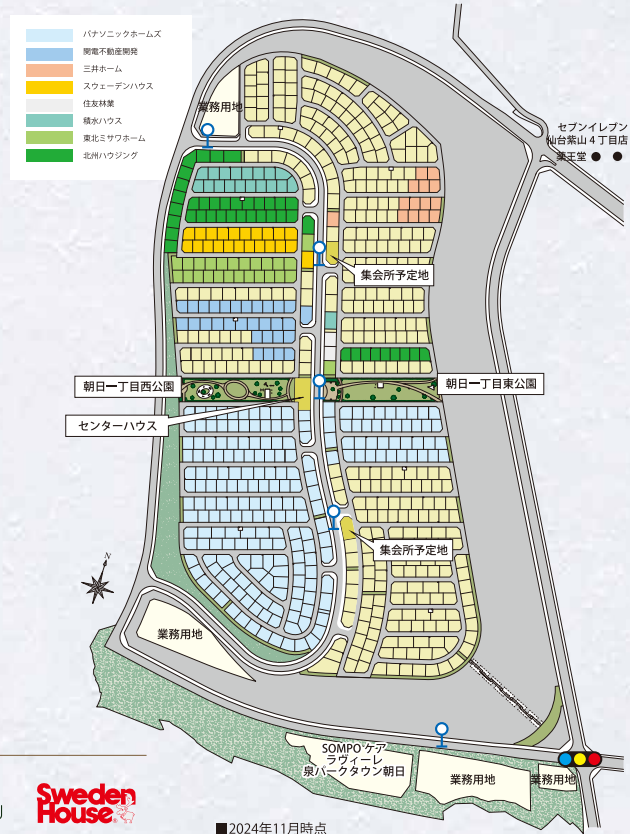 パナソニックホームズ
関電不動産開発
三井ホーム
スウェーデンハウス
住友林業
積水ハウス
東北ミサワホーム
北州ハウジング
業務用地
セブンイレブン
仙台紫山4丁目店
薬王堂
集会所予定地
朝日一丁目西公園
朝日一丁目東公園
センターハウス
集会所予定地
N
業務用地
SOMPO ケア
ラヴィーレ
泉パークタウン朝日
業務用地
業務用地
Sweden
House
■2024年11月時点